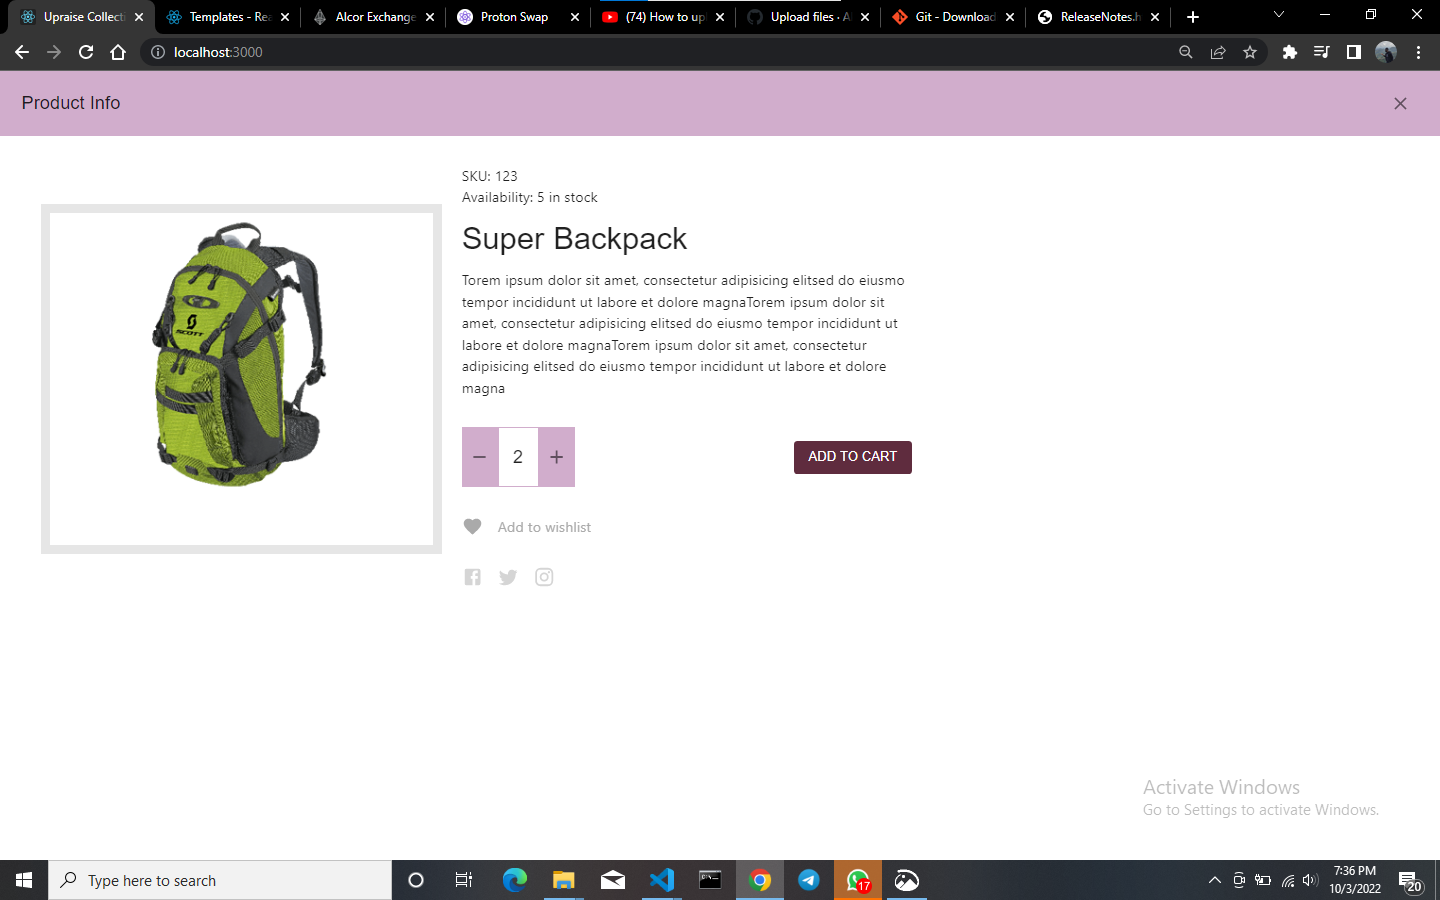 Upraise Collecti
Templates - Rea
Alcor Exchange
Proton Swap
(74) How to up
Upload files · A
Git - Download
ReleaseNotes.h
localhost:3000
Product Info
SKU: 123
Availability: 5 in stock
Super Backpack
Torem ipsum dolor sit amet, consectetur adipisicing elitsed do eiusmo
tempor incididunt ut labore et dolore magnaTorem ipsum dolor sit
amet, consectetur adipisicing elitsed do eiusmo tempor incididunt ut
labore et dolore magnaTorem ipsum dolor sit amet, consectetur
adipisicing elitsed do eiusmo tempor incididunt ut labore et dolore
magna
SCOTT
− 2 +
ADD TO CART
Add to wishlist
Activate Windows
Go to Settings to activate Windows.
Type here to search
17
7:36 PM
10/3/2022
20